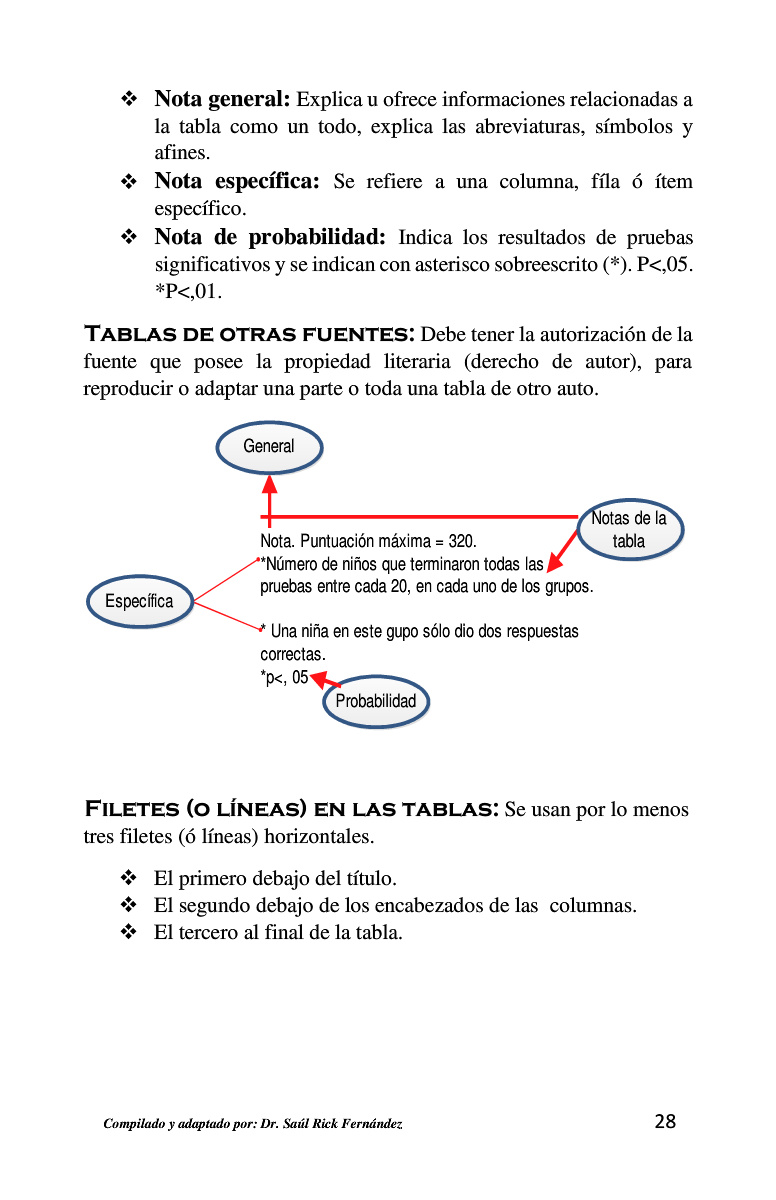 ❖ Nota general: Explica u ofrece informaciones relacionadas a
la tabla como un todo, explica las abreviaturas, símbolos y
afines.
❖ Nota específica: Se refiere a una columna, fíla ó ítem
específico.
❖ Nota de probabilidad: Indica los resultados de pruebas
significativos y se indican con asterisco sobreescrito (*). P<,05.
*P<,01.
TABLAS DE OTRAS FUENTES: Debe tener la autorización de la
fuente que posee la propiedad literaria (derecho de autor), para
reproducir o adaptar una parte o toda una tabla de otro auto.
General
Notas de la
tabla
Nota. Puntuación máxima = 320.
*Número de niños que terminaron todas las
pruebas entre cada 20, en cada uno de los grupos.
Específica
* Una niña en este gupo sólo dio dos respuestas
correctas.
*p<, 05
Probabilidad
FILETES (O LÍNEAS) EN LAS TABLAS: Se usan por lo menos
tres filetes (ó líneas) horizontales.
❖ El primero debajo del título.
❖ El segundo debajo de los encabezados de las  columnas.
❖ El tercero al final de la tabla.
Compilado y adaptado por: Dr. Saúl Rick Fernández 28